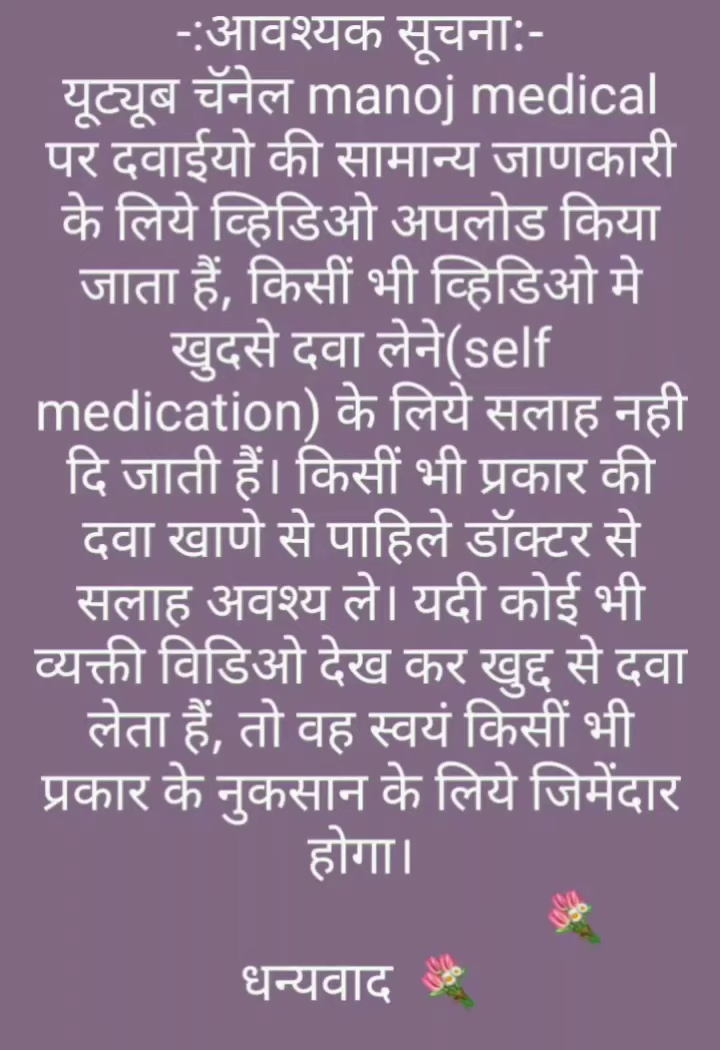 -:आवश्यक सूचना:-
यूट्यूब चॅनेल manoj medical
पर दवाईयो की सामान्य जाणकारी
के लिये व्हिडिओ अपलोड किया
जाता हैं, किसीं भी व्हिडिओ मे
खुदसे दवा लेने(self
medication) के लिये सलाह नही
दि जाती हैं। किसीं भी प्रकार की
दवा खाणे से पाहिले डॉक्टर से
सलाह अवश्य ले। यदी कोई भी
व्यक्ती विडिओ देख कर खुद्द से दवा
लेता हैं, तो वह स्वयं किसीं भी
प्रकार के नुकसान के लिये जिमेंदार
होगा।
धन्यवाद